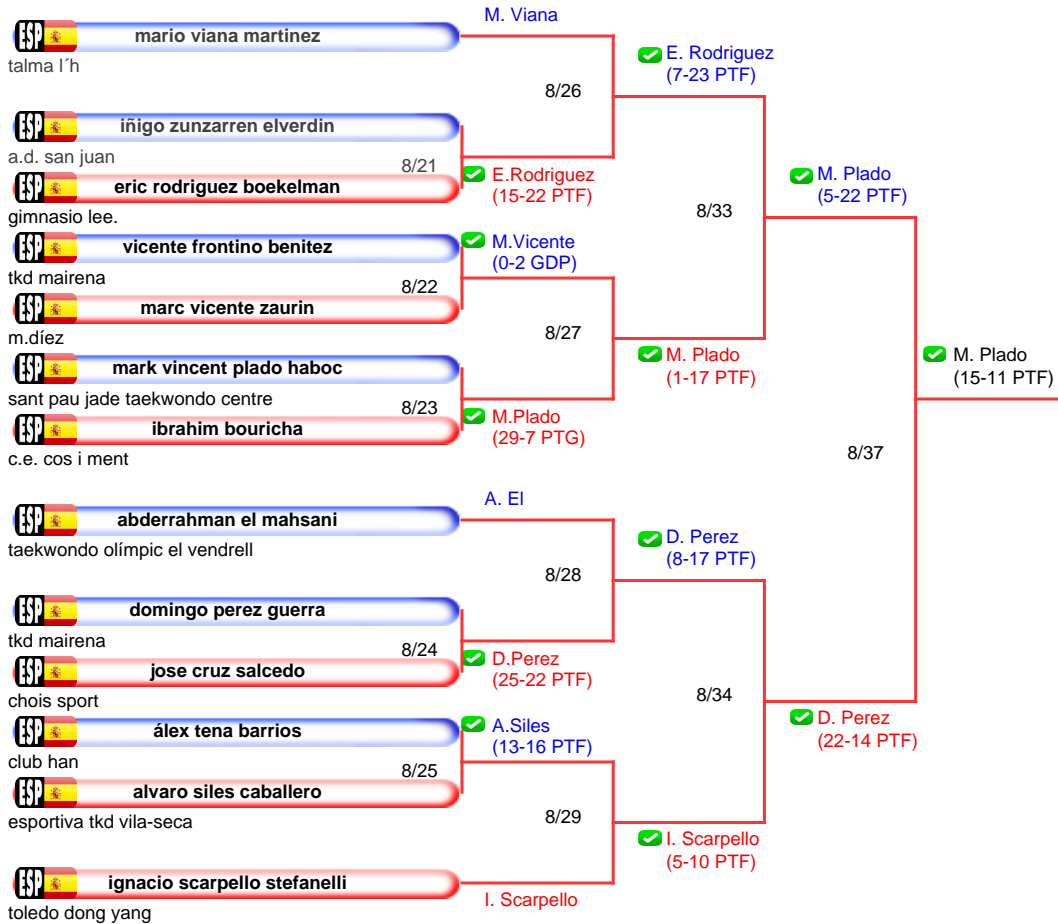 M. Viana
ESP mario viana martinez
talma l´h
E. Rodriguez
(7-23 PTF)
8/26
ESP iñigo zunzarren elverdin
a.d. san juan
8/21
E.Rodriguez
(15-22 PTF)
ESP eric rodriguez boekelman
gimnasio lee.
M. Plado
(5-22 PTF)
8/33
ESP vicente frontino benitez
tkd mairena
M.Vicente
(0-2 GDP)
8/22
ESP marc vicente zaurin
m.díez
8/27
ESP mark vincent plado haboc
sant pau jade taekwondo centre
M. Plado
(1-17 PTF)
M. Plado
(15-11 PTF)
8/23
ESP ibrahim bouricha
c.e. cos i ment
M.Plado
(29-7 PTG)
8/37
A. El
ESP abderrahman el mahsani
taekwondo olímpic el vendrell
D. Perez
(8-17 PTF)
8/28
ESP domingo perez guerra
tkd mairena
8/24
ESP jose cruz salcedo
chois sport
D.Perez
(25-22 PTF)
8/34
ESP álex tena barrios
club han
A.Siles
(13-16 PTF)
D. Perez
(22-14 PTF)
8/25
ESP alvaro siles caballero
esportiva tkd vila-seca
8/29
I. Scarpello
(5-10 PTF)
ESP ignacio scarpello stefanelli
toledo dong yang
I. Scarpello